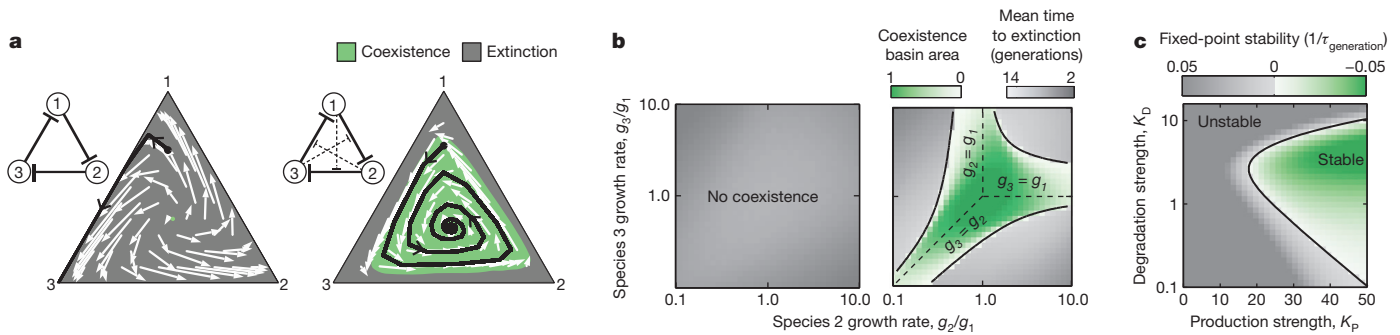 a
Coexistence
Extinction
1
2
3
1
3
2
1
2
3
1
3
2
b
Coexistence
basin area
1
0
Mean time
to extinction
(generations)
14
2
Species 3 growth rate, g3/g1
10.0
1.0
0.1
No coexistence
0.1
1.0
10.0
g2 = g1
g3 = g1
g3 = g2
0.1
1.0
10.0
Species 2 growth rate, g2/g1
c
Fixed-point stability (1/τgeneration)
0.05
0
−0.05
Degradation strength, KD
10
1
0.1
Unstable
Stable
0
10
20
30
40
50
Production strength, KP